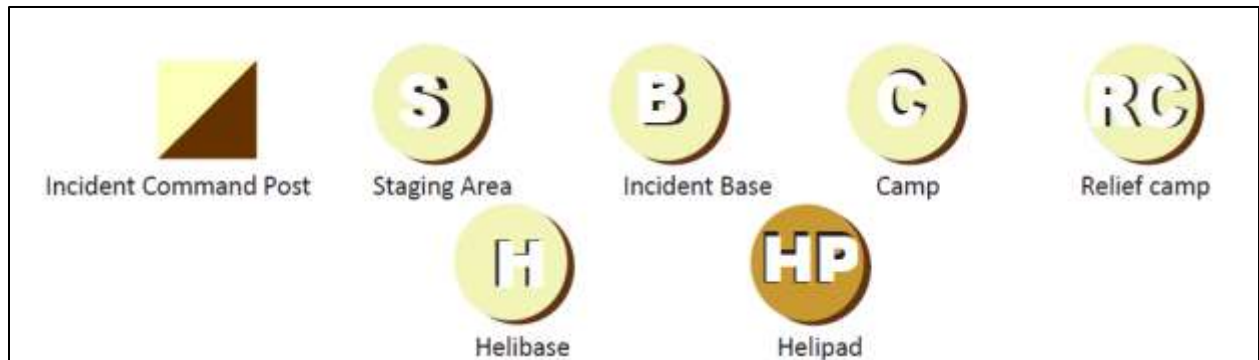 S B C RC
Incident Command Post Staging Area Incident Base Camp Relief camp
H HP
Helibase Helipad